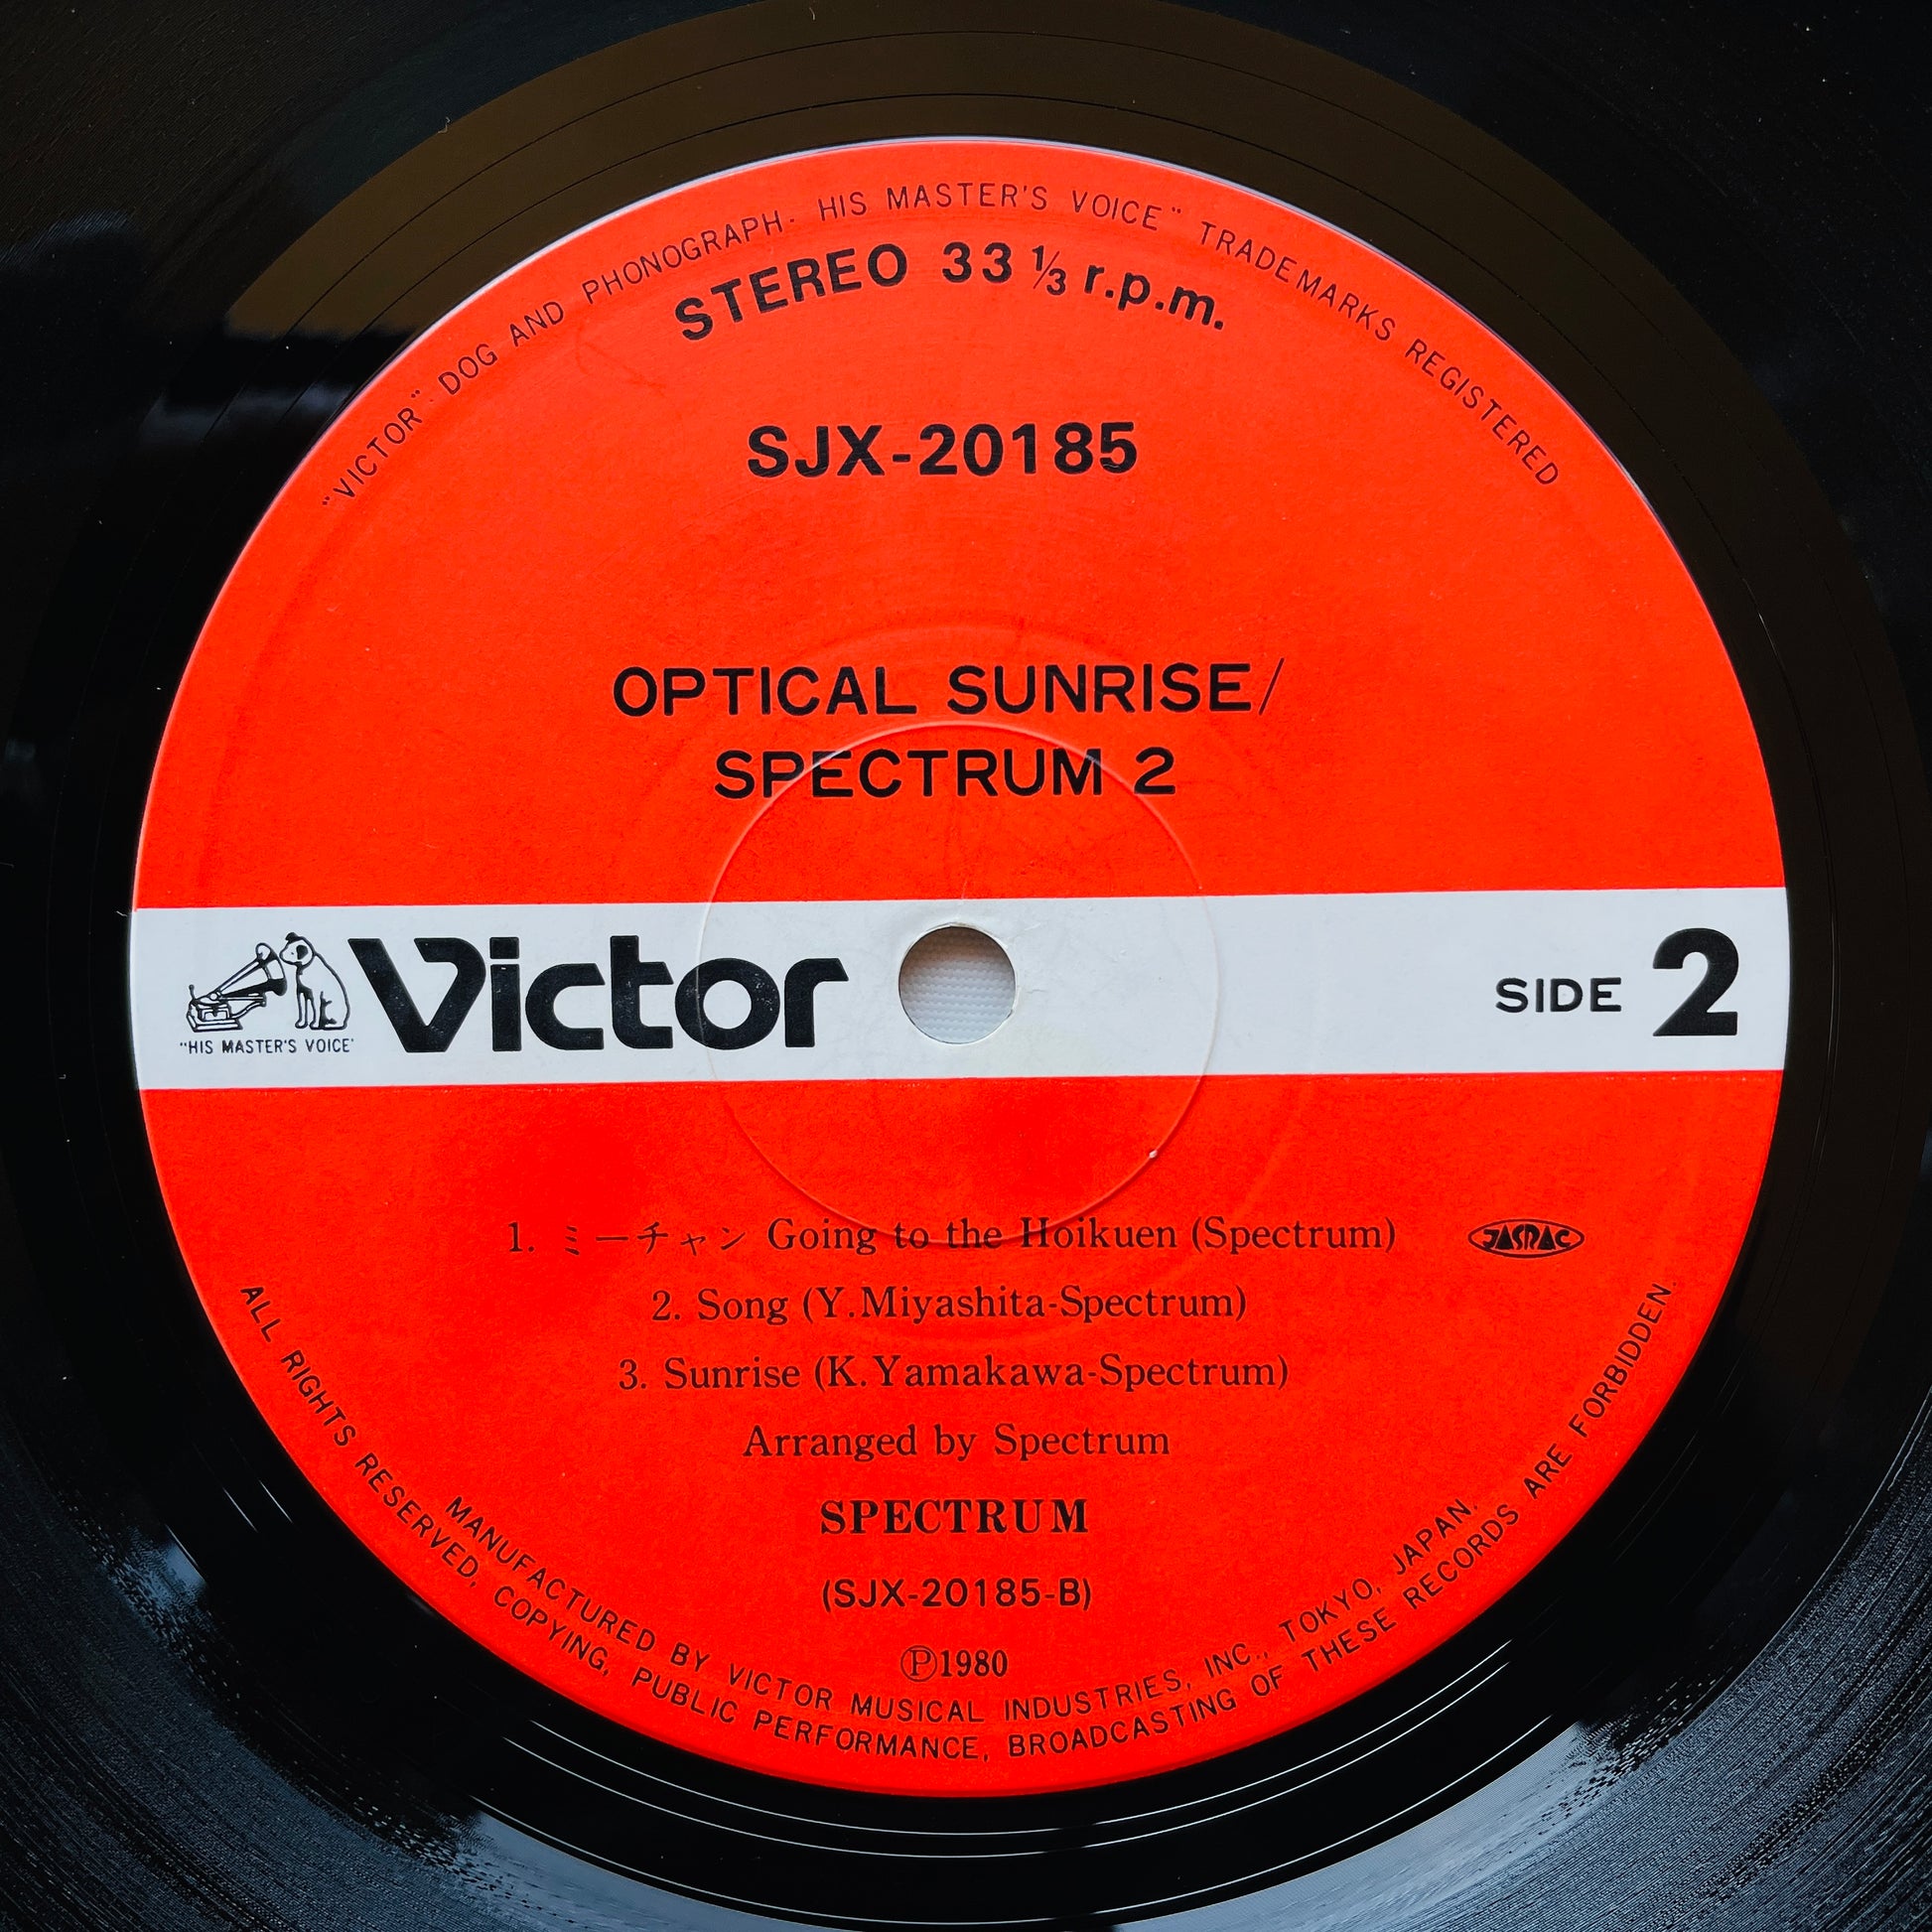 "VICTOR". DOG AND PHONOGRAPH. HIS MASTER'S VOICE" TRADEMARKS REGISTERED
STEREO 33 ⅓ r.p.m.
SJX-20185
OPTICAL SUNRISE/
SPECTRUM 2
"HIS MASTER'S VOICE'
Victor
SIDE 2
1. ミーチャン Going to the Hoikuen (Spectrum)
JASRAC
2. Song (Y.Miyashita-Spectrum)
3. Sunrise (K.Yamakawa-Spectrum)
Arranged by Spectrum
SPECTRUM
(SJX-20185-B)
Ⓟ1980
MANUFACTURED BY VICTOR MUSICAL INDUSTRIES, INC., TOKYO, JAPAN.
ALL RIGHTS RESERVED, COPYING, PUBLIC PERFORMANCE, BROADCASTING OF THESE RECORDS ARE FORBIDDEN.